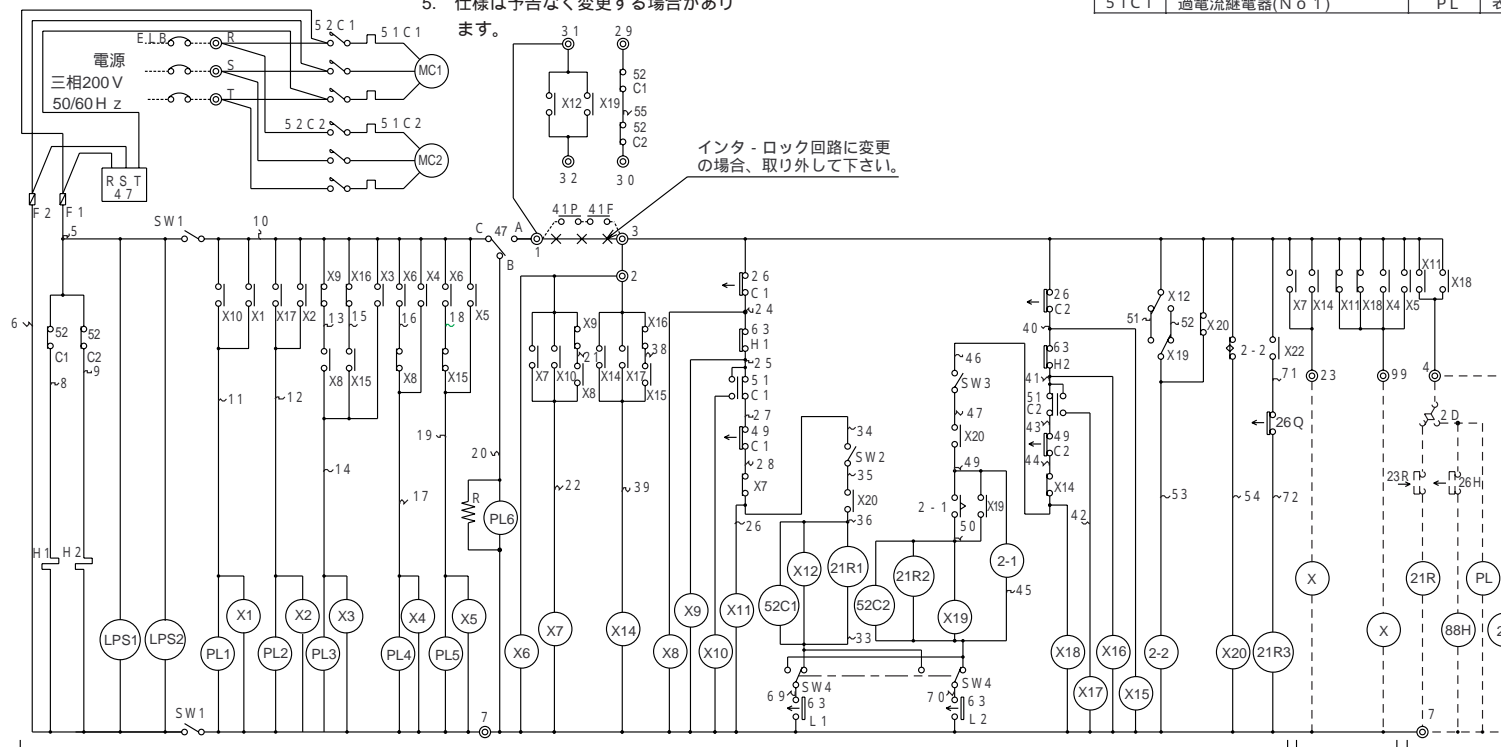 5. 仕様は予告なく変更する場合があり
ます。
51C1 過電流継電器(No1) PL
電源
三相200V
50/60Hz
ELB
R
S
T
52C1
51C1
MC1
52C2
51C2
MC2
R S T
47
F2
F1
31
29
X12
X19
52
C1
55
52
C2
32
30
インタ-ロック回路に変更
の場合、取り外して下さい。
5
SW1
10
C
47
A
B
1
41P
41F
3
2
6
52
C1
52
C2
8
9
X10
X1
X17
X2
X9
X16
X3
X6
X4
X6
X5
13
15
16
18
X8
X15
X8
X15
11
12
14
17
19
20
R
PL6
X7
X10
X9
21
X8
X14
X17
X16
38
X15
22
39
26
C1
24
63
H1
25
51
C1
27
49
C1
28
X7
26
34
SW2
35
X20
36
46
SW3
47
X20
49
2-1
X19
50
26
C2
40
63
H2
41
51
C2
43
49
C2
44
X14
42
51
X12
52
X19
X20
53
2-2
X22
71
26Q
54
72
X7
X14
X11
X18
X4
X5
X11
X18
23
99
4
2D
23R
26H
H1
H2
LPS1
LPS2
PL1
X1
PL2
X2
PL3
X3
PL4
X4
PL5
X5
X6
X7
X14
X8
X9
X10
X11
52C1
X12
21R1
33
52C2
21R2
X19
2-1
45
X18
X17
X16
X15
2-2
X20
21R3
X
X
21R
88H
PL
2
SW1
7
69
SW4
63
L1
70
SW4
63
L2
7